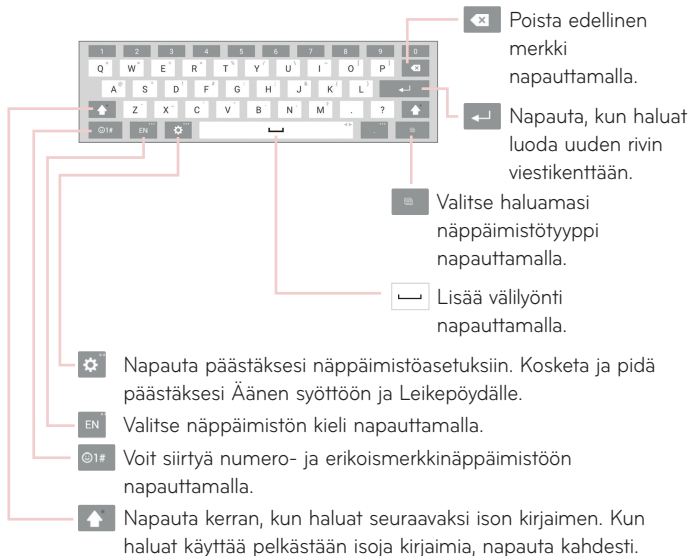 Poista edellinen
merkki
napauttamalla.
1 2 3 4 5 6 7 8 9 0
Q W E R T Y U I O P
A S D F G H J K L
Z X C V B N M . ?
☺1# EN
Napauta, kun haluat
luoda uuden rivin
viestikenttään.
Valitse haluamasi
näppäimistötyyppi
napauttamalla.
Lisää välilyönti
napauttamalla.
Napauta päästäksesi näppäimistöasetuksiin. Kosketa ja pidä
päästäksesi Äänen syöttöön ja Leikepöydälle.
EN Valitse näppäimistön kieli napauttamalla.
☺1# Voit siirtyä numero- ja erikoismerkkinäppäimistöön
napauttamalla.
Napauta kerran, kun haluat seuraavaksi ison kirjaimen. Kun
haluat käyttää pelkästään isoja kirjaimia, napauta kahdesti.